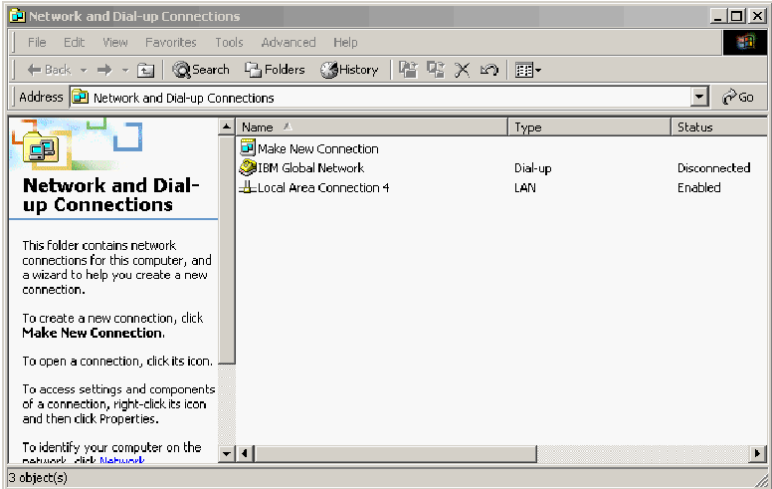 Network and Dial-up Connections
File Edit View Favorites Tools Advanced Help
Back Search Folders History
Address Network and Dial-up Connections Go
Name Type Status
Make New Connection
IBM Global Network Dial-up Disconnected
Local Area Connection 4 LAN Enabled
Network and Dial-
up Connections
This folder contains network
connections for this computer, and
a wizard to help you create a new
connection.
To create a new connection, click
Make New Connection.
To open a connection, click its icon.
To access settings and components
of a connection, right-click its icon
and then click Properties.
To identify your computer on the
network, click Network
3 object(s)